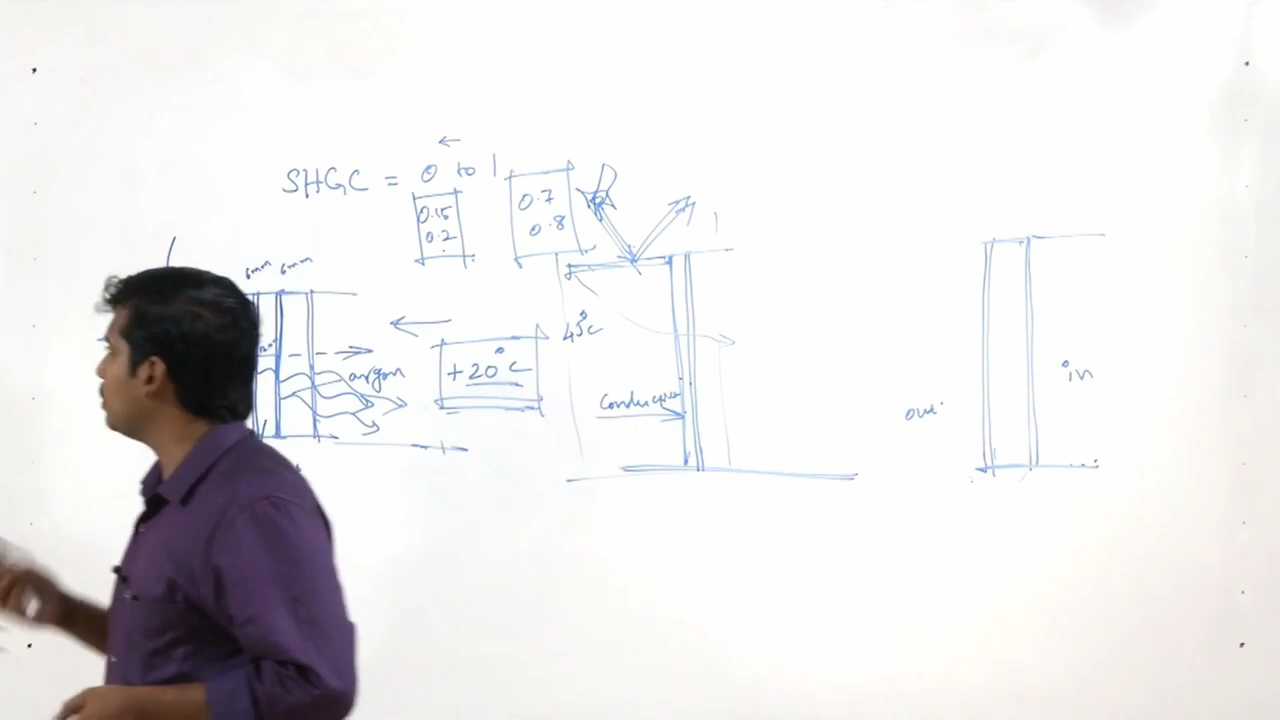 SHGC = 0 to 1
0.15
0.2
0.7
0.8
6mm 6mm
argon
+20°C
45°C
Conduction
out
in